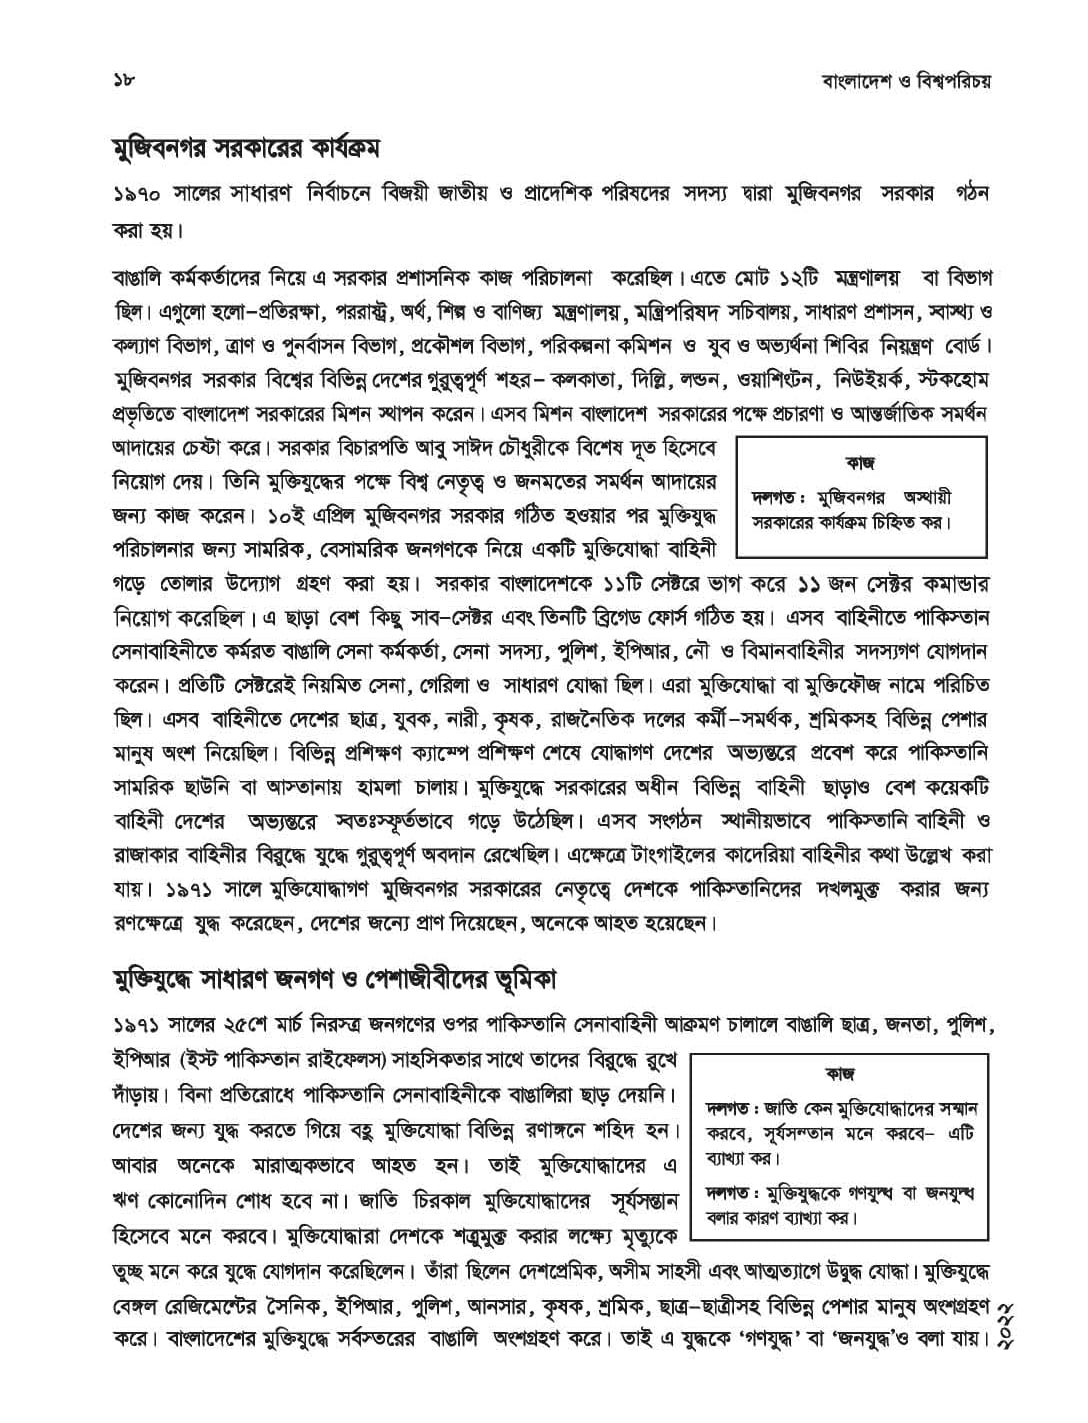 ১৮
বাংলাদেশ ও বিশ্বপরিচয়
মুজিবনগর সরকারের কার্যক্রম
১৯৭০ সালের সাধারণ নির্বাচনে বিজয়ী জাতীয় ও প্রাদেশিক পরিষদের সদস্য দ্বারা মুজিবনগর সরকার গঠন
করা হয়।
বাঙালি কর্মকর্তাদের নিয়ে এ সরকার প্রশাসনিক কাজ পরিচালনা করেছিল। এতে মোট ১২টি মন্ত্রণালয় বা বিভাগ
ছিল। এগুলো হলো–প্রতিরক্ষা, পররাষ্ট্র, অর্থ, শিল্প ও বাণিজ্য মন্ত্রণালয়, মন্ত্রিপরিষদ সচিবালয়, সাধারণ প্রশাসন, স্বাস্থ্য ও
কল্যাণ বিভাগ, ত্রাণ ও পুনর্বাসন বিভাগ, প্রকৌশল বিভাগ, পরিকল্পনা কমিশন ও যুব ও অভ্যর্থনা শিবির নিয়ন্ত্রণ বোর্ড।
মুজিবনগর সরকার বিশ্বের বিভিন্ন দেশের গুরুত্বপূর্ণ শহর– কলকাতা, দিল্লি, লন্ডন, ওয়াশিংটন, নিউইয়র্ক, স্টকহোম
প্রভৃতিতে বাংলাদেশ সরকারের মিশন স্থাপন করেন। এসব মিশন বাংলাদেশ সরকারের পক্ষে প্রচারণা ও আন্তর্জাতিক সমর্থন
আদায়ের চেষ্টা করে। সরকার বিচারপতি আবু সাঈদ চৌধুরীকে বিশেষ দূত হিসেবে
নিয়োগ দেয়। তিনি মুক্তিযুদ্ধের পক্ষে বিশ্ব নেতৃত্ব ও জনমতের সমর্থন আদায়ের
জন্য কাজ করেন। ১০ই এপ্রিল মুজিবনগর সরকার গঠিত হওয়ার পর মুক্তিযুদ্ধ
পরিচালনার জন্য সামরিক, বেসামরিক জনগণকে নিয়ে একটি মুক্তিযোদ্ধা বাহিনী
কাজ
দলগত : মুজিবনগর অস্থায়ী
সরকারের কার্যক্রম চিহ্নিত কর।
গড়ে তোলার উদ্যোগ গ্রহণ করা হয়। সরকার বাংলাদেশকে ১১টি সেক্টরে ভাগ করে ১১ জন সেক্টর কমান্ডার
নিয়োগ করেছিল। এ ছাড়া বেশ কিছু সাব–সেক্টর এবং তিনটি ব্রিগেড ফোর্স গঠিত হয়। এসব বাহিনীতে পাকিস্তান
সেনাবাহিনীতে কর্মরত বাঙালি সেনা কর্মকর্তা, সেনা সদস্য, পুলিশ, ইপিআর, নৌ ও বিমানবাহিনীর সদস্যগণ যোগদান
করেন। প্রতিটি সেক্টরেই নিয়মিত সেনা, গেরিলা ও সাধারণ যোদ্ধা ছিল। এরা মুক্তিযোদ্ধা বা মুক্তিফৌজ নামে পরিচিত
ছিল। এসব বাহিনীতে দেশের ছাত্র, যুবক, নারী, কৃষক, রাজনৈতিক দলের কর্মী–সমর্থক, শ্রমিকসহ বিভিন্ন পেশার
মানুষ অংশ নিয়েছিল। বিভিন্ন প্রশিক্ষণ ক্যাম্পে প্রশিক্ষণ শেষে যোদ্ধাগণ দেশের অভ্যন্তরে প্রবেশ করে পাকিস্তানি
সামরিক ছাউনি বা আস্তানায় হামলা চালায়। মুক্তিযুদ্ধে সরকারের অধীন বিভিন্ন বাহিনী ছাড়াও বেশ কয়েকটি
বাহিনী দেশের অভ্যন্তরে স্বতঃস্ফূর্তভাবে গড়ে উঠেছিল। এসব সংগঠন স্থানীয়ভাবে পাকিস্তানি বাহিনী ও
রাজাকার বাহিনীর বিরুদ্ধে যুদ্ধে গুরুত্বপূর্ণ অবদান রেখেছিল। এক্ষেত্রে টাংগাইলের কাদেরিয়া বাহিনীর কথা উল্লেখ করা
যায়। ১৯৭১ সালে মুক্তিযোদ্ধাগণ মুজিবনগর সরকারের নেতৃত্বে দেশকে পাকিস্তানিদের দখলমুক্ত করার জন্য
রণক্ষেত্রে যুদ্ধ করেছেন, দেশের জন্যে প্রাণ দিয়েছেন, অনেকে আহত হয়েছেন।
মুক্তিযুদ্ধে সাধারণ জনগণ ও পেশাজীবীদের ভূমিকা
১৯৭১ সালের ২৫শে মার্চ নিরস্ত্র জনগণের ওপর পাকিস্তানি সেনাবাহিনী আক্রমণ চালালে বাঙালি ছাত্র, জনতা, পুলিশ,
ইপিআর (ইস্ট পাকিস্তান রাইফেলস) সাহসিকতার সাথে তাদের বিরুদ্ধে রুখে
দাঁড়ায়। বিনা প্রতিরোধে পাকিস্তানি সেনাবাহিনীকে বাঙালিরা ছাড় দেয়নি।
দেশের জন্য যুদ্ধ করতে গিয়ে বহু মুক্তিযোদ্ধা বিভিন্ন রণাঙ্গনে শহিদ হন।
আবার অনেকে মারাত্মকভাবে আহত হন। তাই মুক্তিযোদ্ধাদের এ
ঋণ কোনোদিন শোধ হবে না। জাতি চিরকাল মুক্তিযোদ্ধাদের সূর্যসন্তান
হিসেবে মনে করবে। মুক্তিযোদ্ধারা দেশকে শত্রুমুক্ত করার লক্ষ্যে মৃত্যুকে
কাজ
দলগত : জাতি কেন মুক্তিযোদ্ধাদের সম্মান
করবে, সূর্যসন্তান মনে করবে– এটি
ব্যাখ্যা কর।
দলগত : মুক্তিযুদ্ধকে গণযুদ্ধ বা জনযুদ্ধ
বলার কারণ ব্যাখ্যা কর।
তুচ্ছ মনে করে যুদ্ধে যোগদান করেছিলেন। তাঁরা ছিলেন দেশপ্রেমিক, অসীম সাহসী এবং আত্মত্যাগে উদ্বুদ্ধ যোদ্ধা। মুক্তিযুদ্ধে
বেঙ্গল রেজিমেন্টের সৈনিক, ইপিআর, পুলিশ, আনসার, কৃষক, শ্রমিক, ছাত্র–ছাত্রীসহ বিভিন্ন পেশার মানুষ অংশগ্রহণ
করে। বাংলাদেশের মুক্তিযুদ্ধে সর্বস্তরের বাঙালি অংশগ্রহণ করে। তাই এ যুদ্ধকে ‘গণযুদ্ধ’ বা ‘জনযুদ্ধ’ও বলা যায়।
২০২২